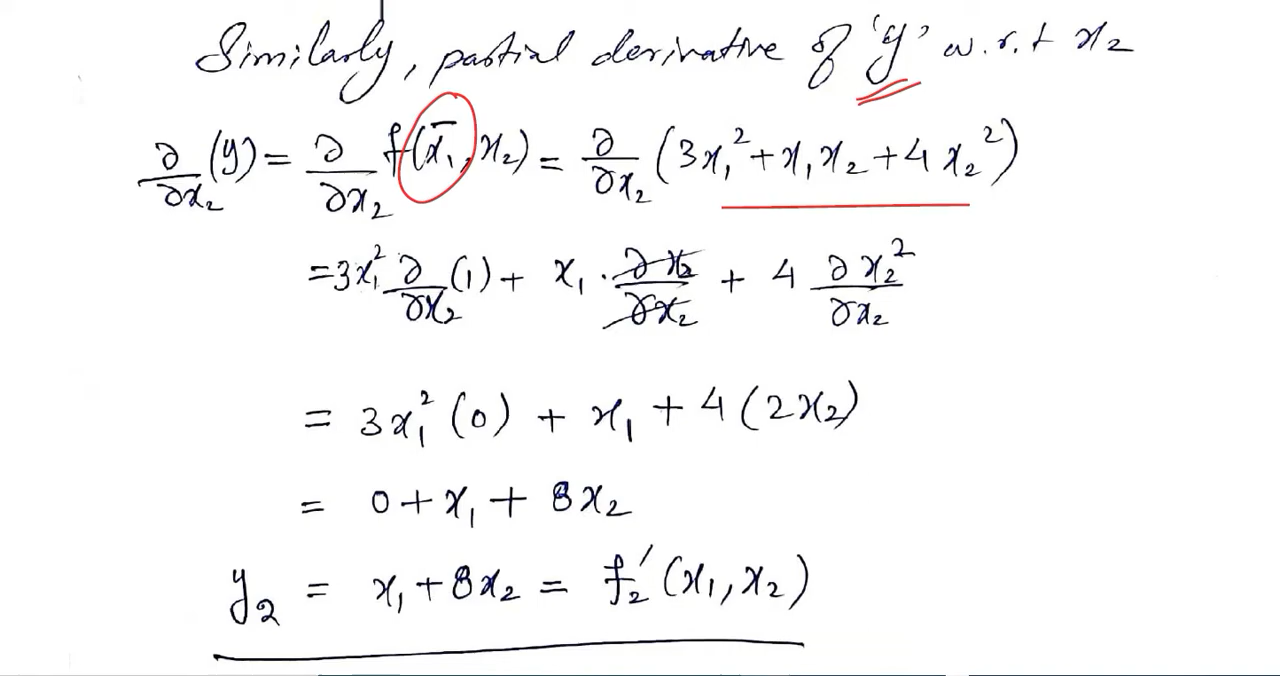 Similarly, partial derivative of 'y' w.r.t x₂
∂/∂x₂ (y) = ∂/∂x₂ f(x̄₁, x₂) = ∂/∂x₂ (3x₁² + x₁x₂ + 4x₂²)
= 3x₁² ∂/∂x₂ (1) + x₁ · ∂x₂/∂x₂ + 4 ∂x₂²/∂x₂
= 3x₁² (0) + x₁ + 4(2x₂)
= 0 + x₁ + 8x₂
y₂ = x₁ + 8x₂ = f₂′(x₁, x₂)